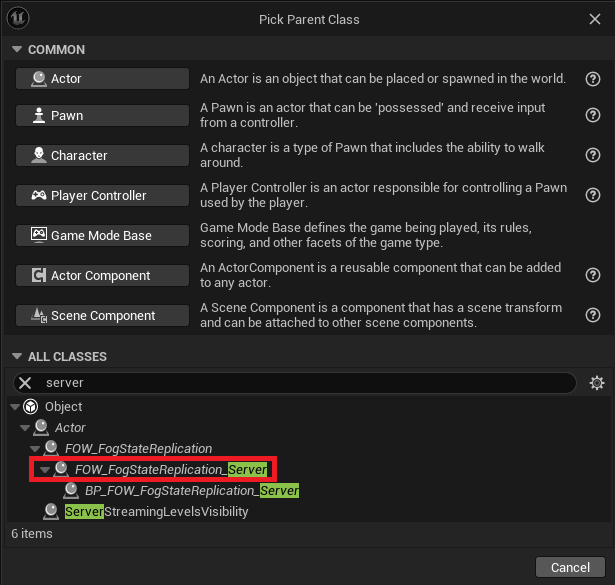 Pick Parent Class
COMMON
Actor
An Actor is an object that can be placed or spawned in the world.
Pawn
A Pawn is an actor that can be 'possessed' and receive input
from a controller.
Character
A character is a type of Pawn that includes the ability to walk
around.
Player Controller
A Player Controller is an actor responsible for controlling a Pawn
used by the player.
Game Mode Base
Game Mode Base defines the game being played, its rules,
scoring, and other facets of the game type.
Actor Component
An ActorComponent is a reusable component that can be added
to any actor.
Scene Component
A Scene Component is a component that has a scene transform
and can be attached to other scene components.
ALL CLASSES
server
Object
Actor
FOW_FogStateReplication
FOW_FogStateReplication_Server
BP_FOW_FogStateReplication_Server
ServerStreamingLevelsVisibility
6 items
Cancel